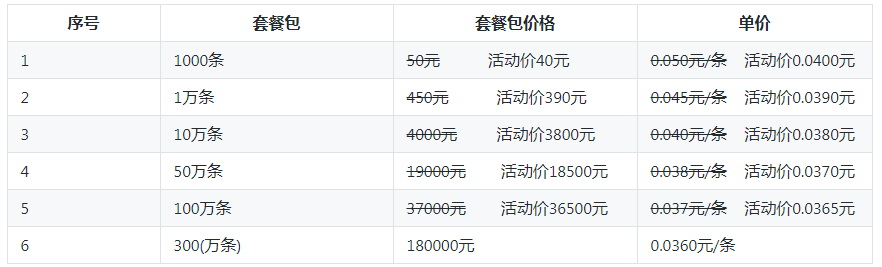 序号 套餐包 套餐包价格 单价
1 1000条 50元 活动价40元 0.050元/条 活动价0.0400元
2 1万条 450元 活动价390元 0.045元/条 活动价0.0390元
3 10万条 4000元 活动价3800元 0.040元/条 活动价0.0380元
4 50万条 19000元 活动价18500元 0.038元/条 活动价0.0370元
5 100万条 37000元 活动价36500元 0.037元/条 活动价0.0365元
6 300(万条) 180000元 0.0360元/条